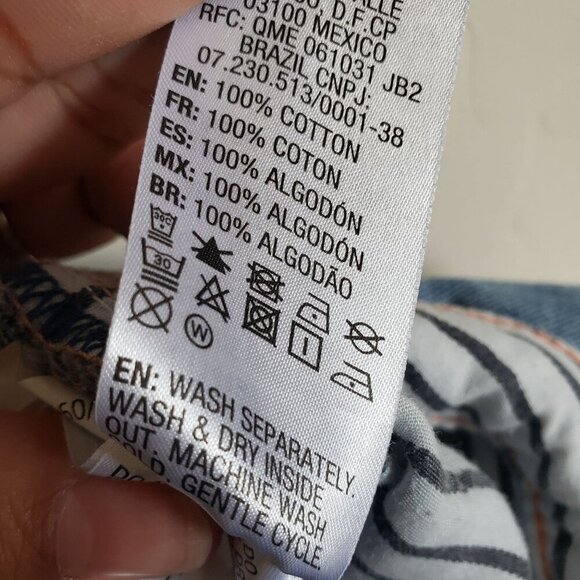 03100 MEXICO
RFC: QME 061031 JB2
BRAZIL CNPJ:
07.230.513/0001-38
EN: 100% COTTON
FR: 100% COTON
ES: 100% ALGODÓN
MX: 100% ALGODÓN
BR: 100% ALGODÃO
30C
30
W
EN: WASH SEPARATELY.
WASH & DRY INSIDE
OUT. MACHINE WASH
COLD, GENTLE CYCLE.